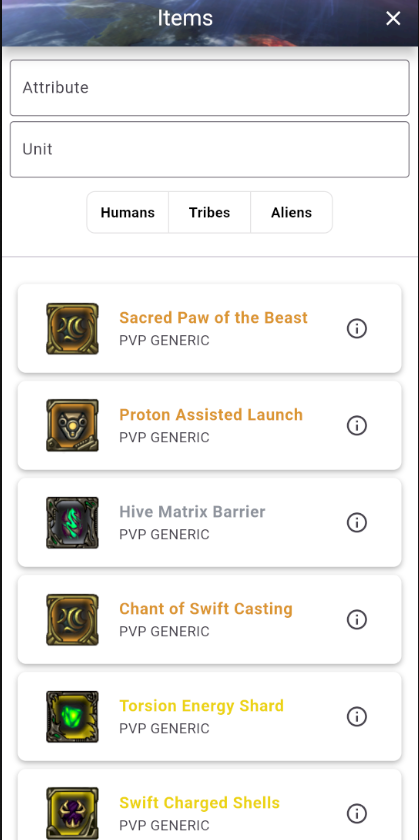 Items
Attribute
Unit
Humans Tribes Aliens
Sacred Paw of the Beast
PVP GENERIC
Proton Assisted Launch
PVP GENERIC
Hive Matrix Barrier
PVP GENERIC
Chant of Swift Casting
PVP GENERIC
Torsion Energy Shard
PVP GENERIC
Swift Charged Shells
PVP GENERIC